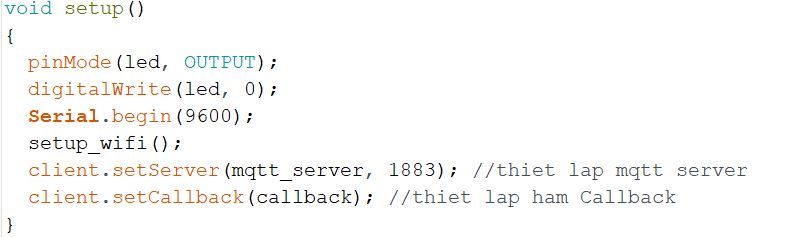 void setup()
{
  pinMode(led, OUTPUT);
  digitalWrite(led, 0);
  Serial.begin(9600);
  setup_wifi();
  client.setServer(mqtt_server, 1883); //thiet lap mqtt server
  client.setCallback(callback); //thiet lap ham Callback
}